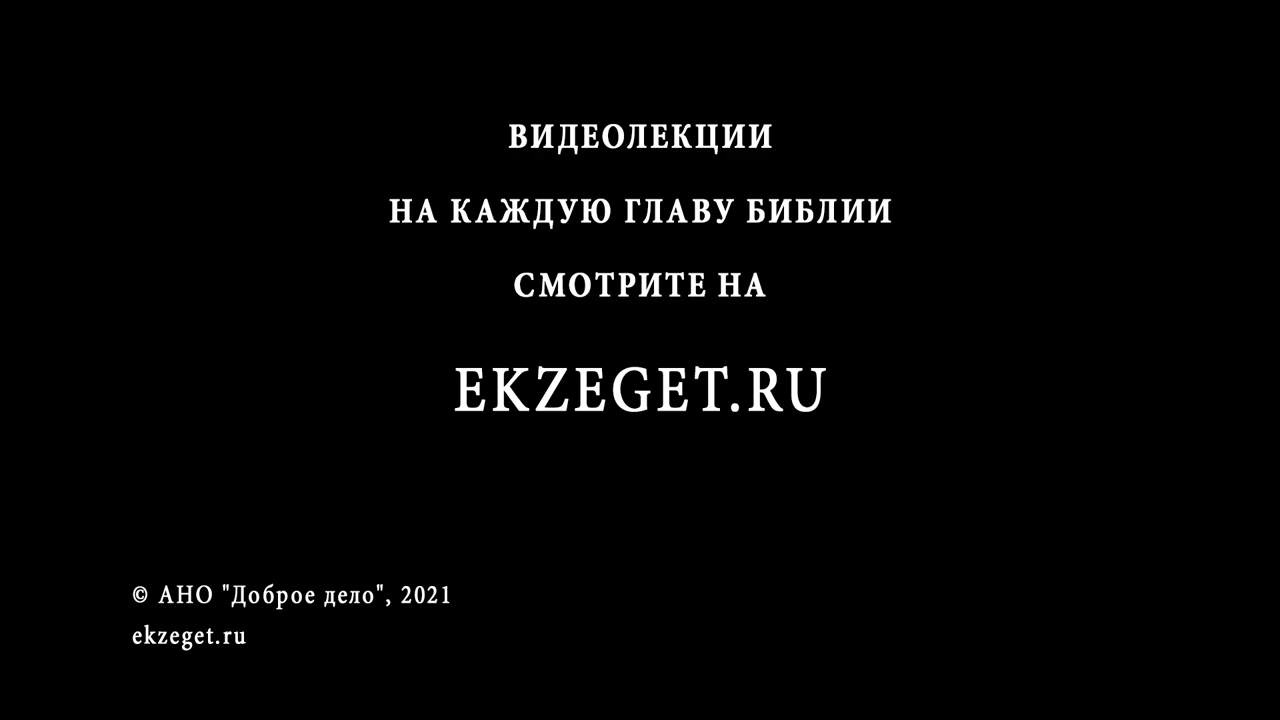 ВИДЕОЛЕКЦИИ
НА КАЖДУЮ ГЛАВУ БИБЛИИ
СМОТРИТЕ НА
EKZEGET.RU
© АНО "Доброе дело", 2021
ekzeget.ru